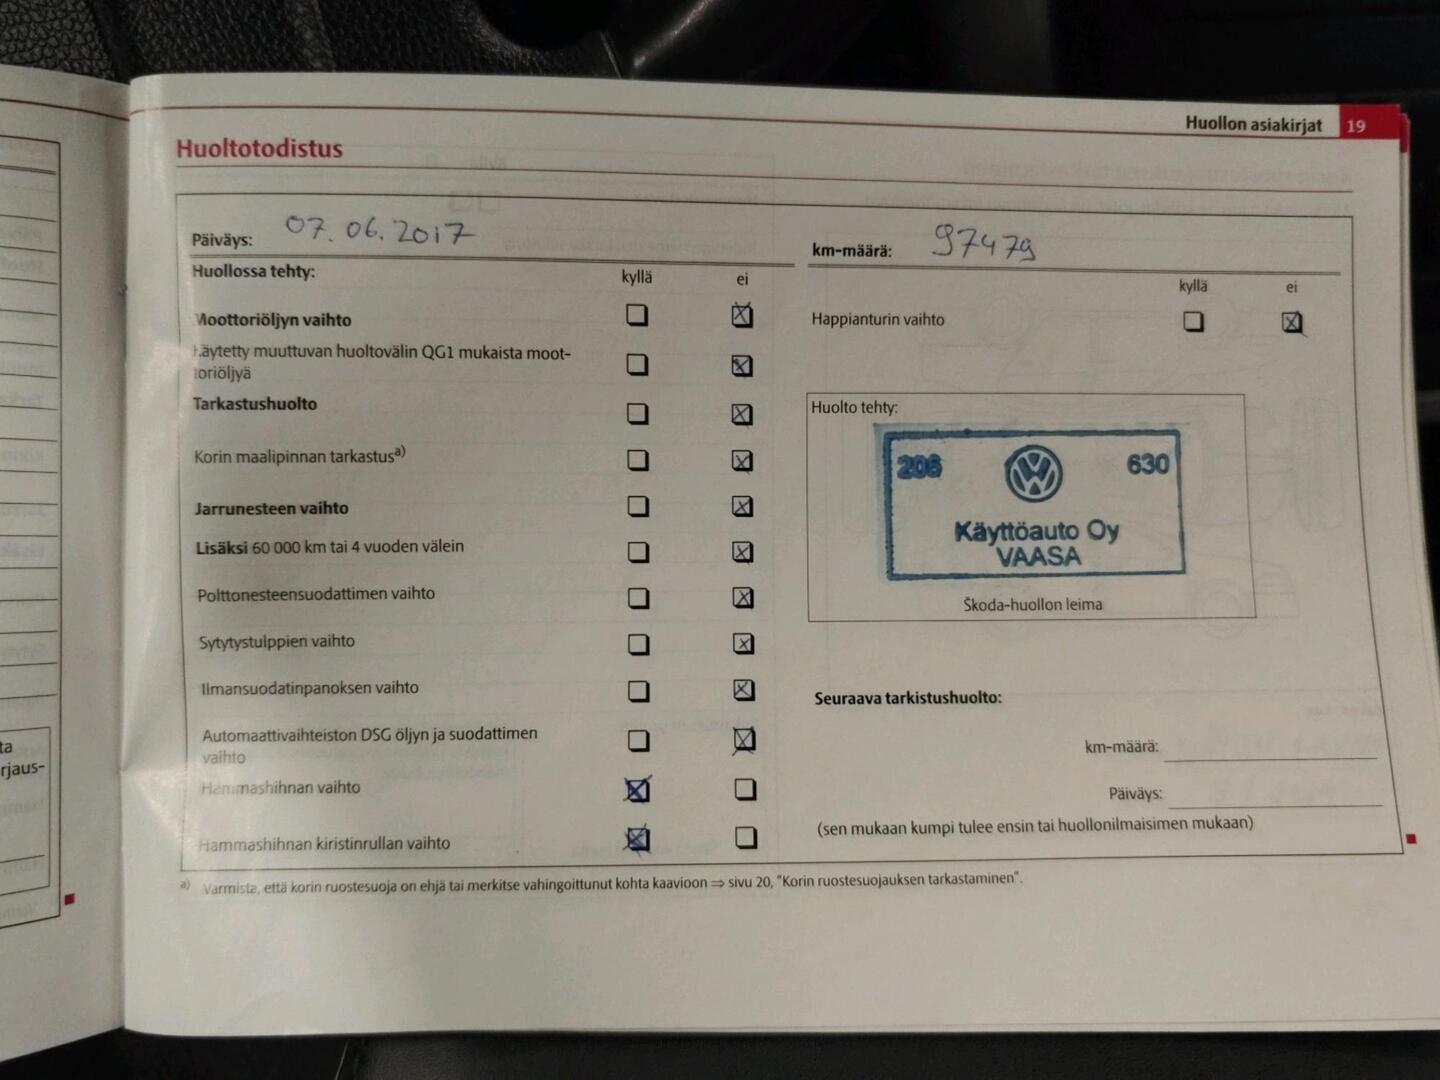 Huollon asiakirjat 19
Huoltotodistus
Päiväys: 07.06.2017
km-määrä: 97479
Huollossa tehty: kyllä ei
kyllä ei
Moottoriöljyn vaihto
Happianturin vaihto
Käytetty muuttuvan huoltovälin QG1 mukaista moot-
toriöljyä
Tarkastushuolto
Korin maalipinnan tarkastus a)
Jarrunesteen vaihto
Lisäksi 60 000 km tai 4 vuoden välein
Polttonesteensuodattimen vaihto
Sytytystulppien vaihto
Ilmansuodatinpanoksen vaihto
Automaattivaihteiston DSG öljyn ja suodattimen
vaihto
Hammashihnan vaihto
Hammashihnan kiristinrullan vaihto
Huolto tehty:
206 630
Käyttöauto Oy
VAASA
Škoda-huollon leima
Seuraava tarkistushuolto:
km-määrä:
Päiväys:
(sen mukaan kumpi tulee ensin tai huollonilmaisimen mukaan)
a) Varmista, että korin ruostesuoja on ehjä tai merkitse vahingoittunut kohta kaavioon ⇒ sivu 20, "Korin ruostesuojauksen tarkastaminen".
ta
rjaus-